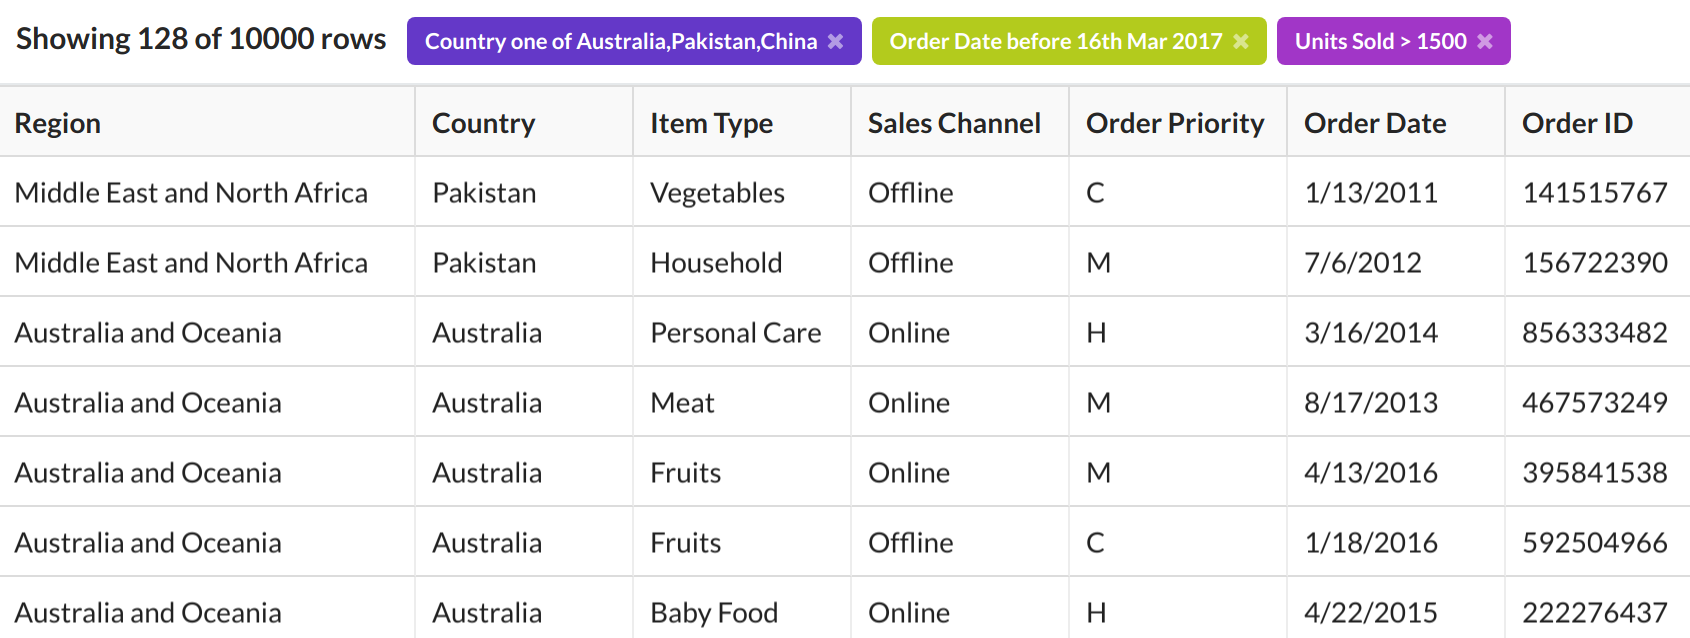 Showing 128 of 10000 rows Country one of Australia,Pakistan,China × Order Date before 16th Mar 2017 × Units Sold > 1500 ×
Region Country Item Type Sales Channel Order Priority Order Date Order ID
Middle East and North Africa Pakistan Vegetables Offline C 1/13/2011 141515767
Middle East and North Africa Pakistan Household Offline M 7/6/2012 156722390
Australia and Oceania Australia Personal Care Online H 3/16/2014 856333482
Australia and Oceania Australia Meat Online M 8/17/2013 467573249
Australia and Oceania Australia Fruits Online M 4/13/2016 395841538
Australia and Oceania Australia Fruits Offline C 1/18/2016 592504966
Australia and Oceania Australia Baby Food Online H 4/22/2015 222276437